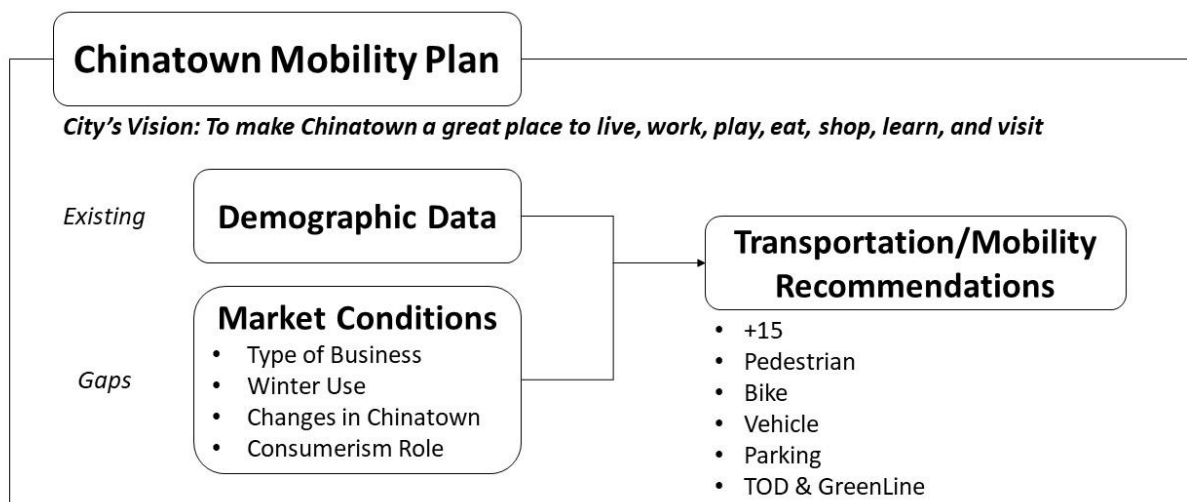 Chinatown Mobility Plan
City's Vision: To make Chinatown a great place to live, work, play, eat, shop, learn, and visit
Existing
Demographic Data
Gaps
Market Conditions
• Type of Business
• Winter Use
• Changes in Chinatown
• Consumerism Role
Transportation/Mobility
Recommendations
• +15
• Pedestrian
• Bike
• Vehicle
• Parking
• TOD & GreenLine